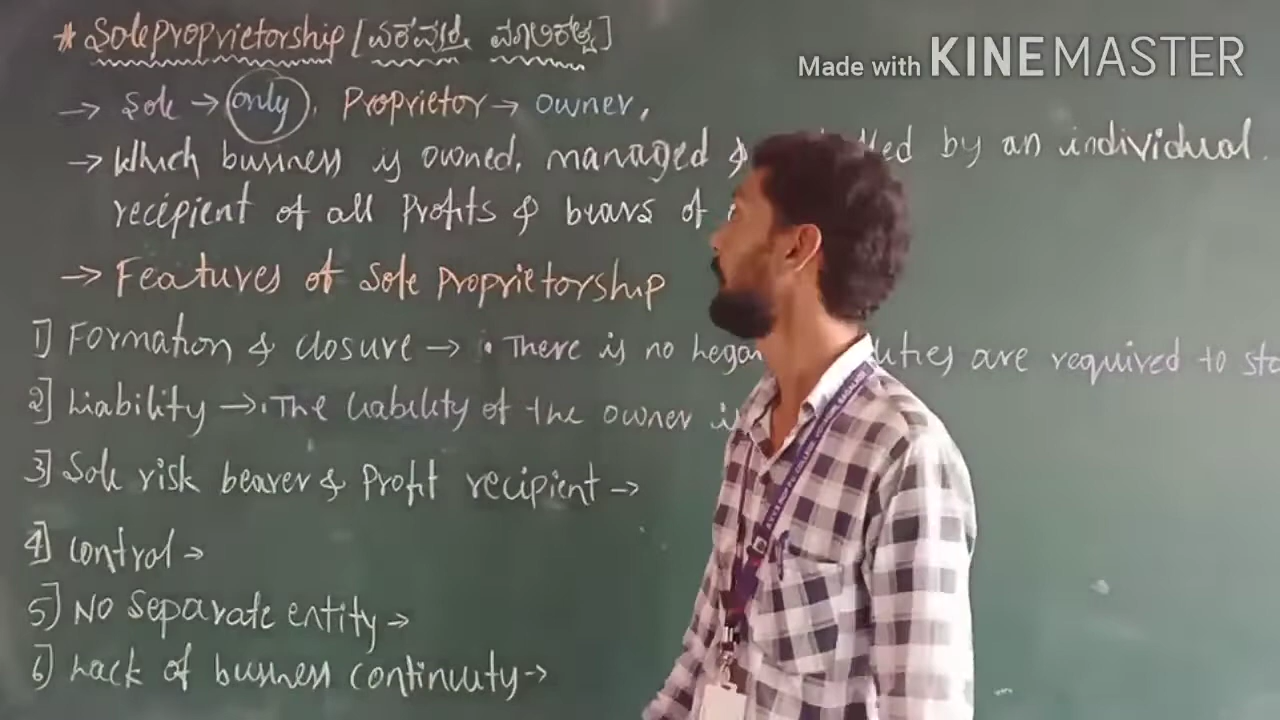 * Sole Proprietorship [ಏಕವ್ಯಕ್ತಿ ಮಾಲಿಕತ್ವ]
Made with KINEMASTER
→ Sole → only, Proprietor → owner,
→ Which business is owned, managed & by an individual.
recipient of all Profits & bears of
→ Features of Sole Proprietorship
1] Formation & closure → • There is no are required to
2] Liability → • The liability of the owner is
3] Sole risk bearer & Profit recipient →
4] control →
5] No Separate entity →
6] Lack of business continuity →